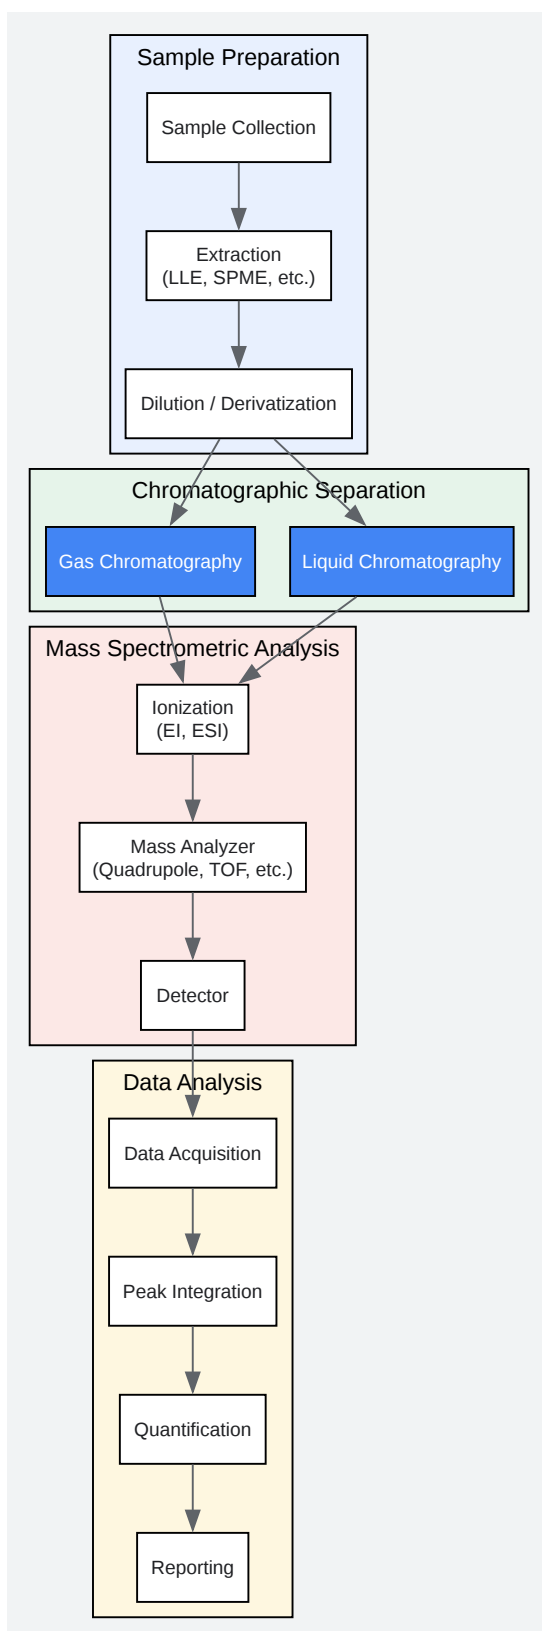 Sample Preparation
Sample Collection
Extraction
(LLE, SPME, etc.)
Dilution / Derivatization
Chromatographic Separation
Gas Chromatography
Liquid Chromatography
Mass Spectrometric Analysis
Ionization
(EI, ESI)
Mass Analyzer
(Quadrupole, TOF, etc.)
Detector
Data Analysis
Data Acquisition
Peak Integration
Quantification
Reporting